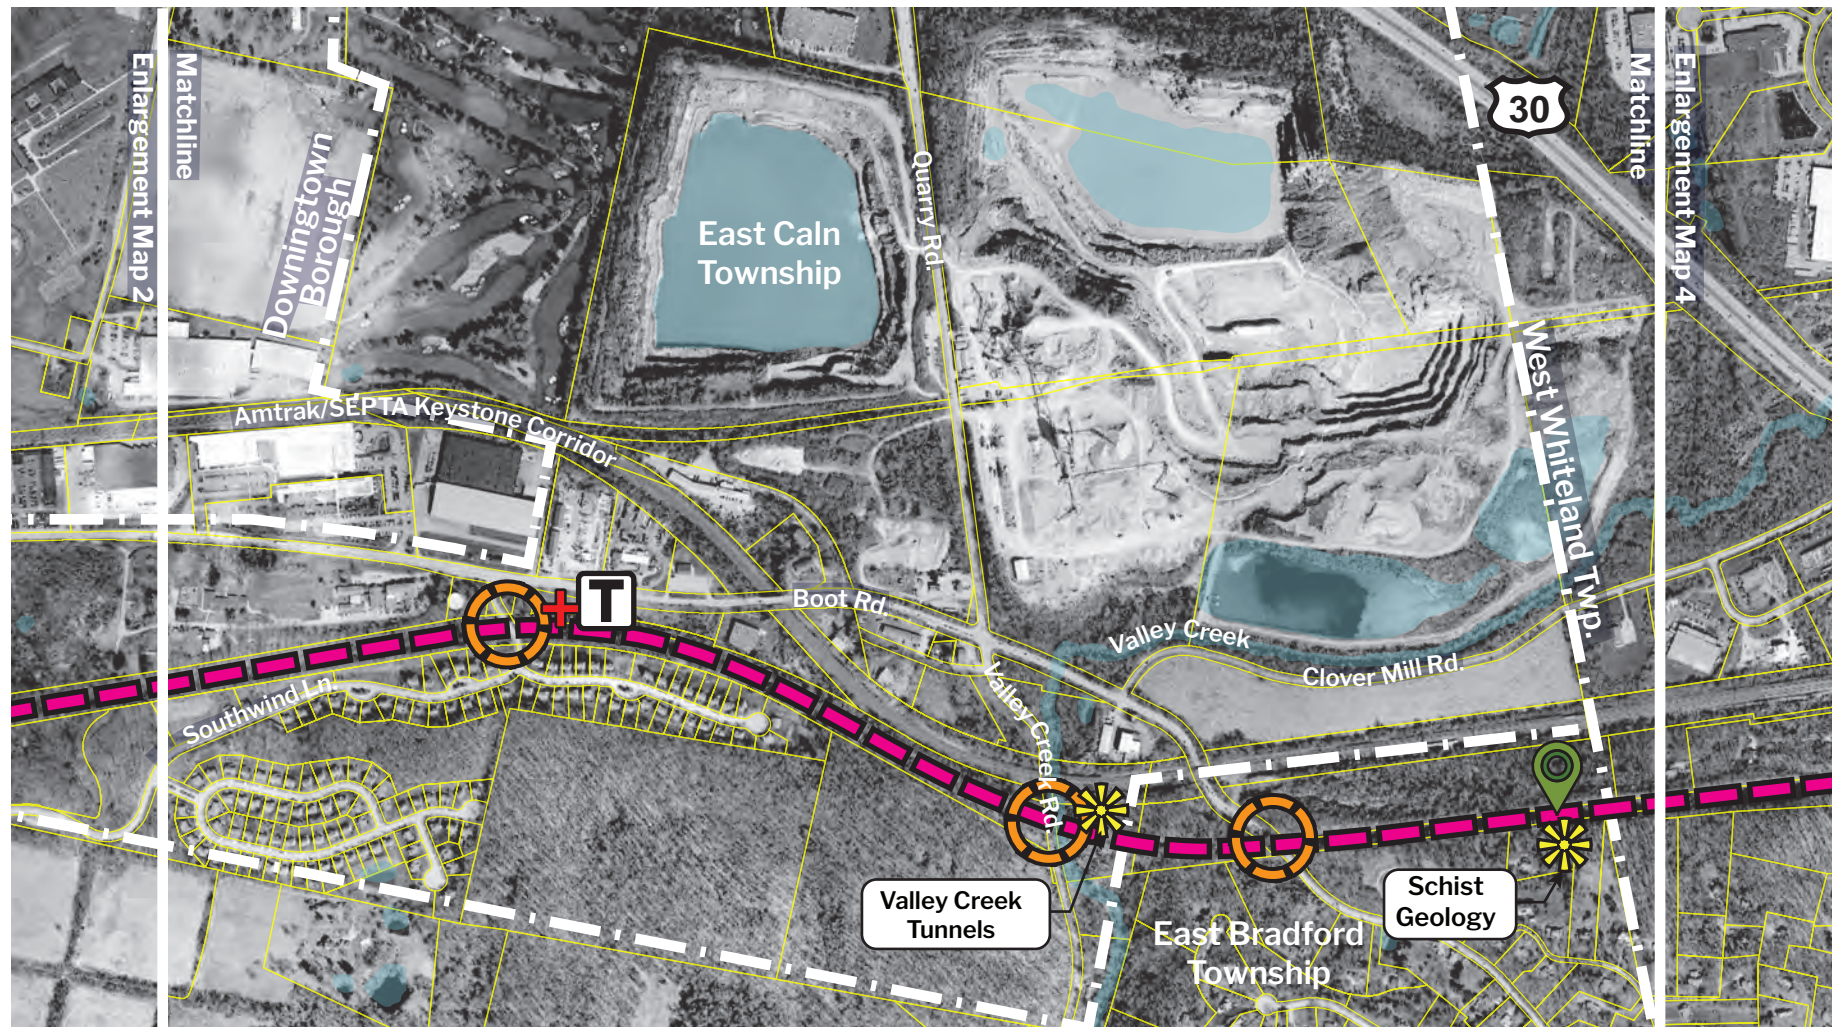 Enlargement Map 2
Matchline
Downingtown
Borough
East Caln
Township
Quarry Rd.
30
Matchline
Enlargement Map 4
West Whiteland Twp.
Amtrak/SEPTA Keystone Corridor
T
Boot Rd.
Valley Creek
Clover Mill Rd.
Southwind Ln.
Valley Creek Rd.
Valley Creek
Tunnels
Schist
Geology
East Bradford
Township